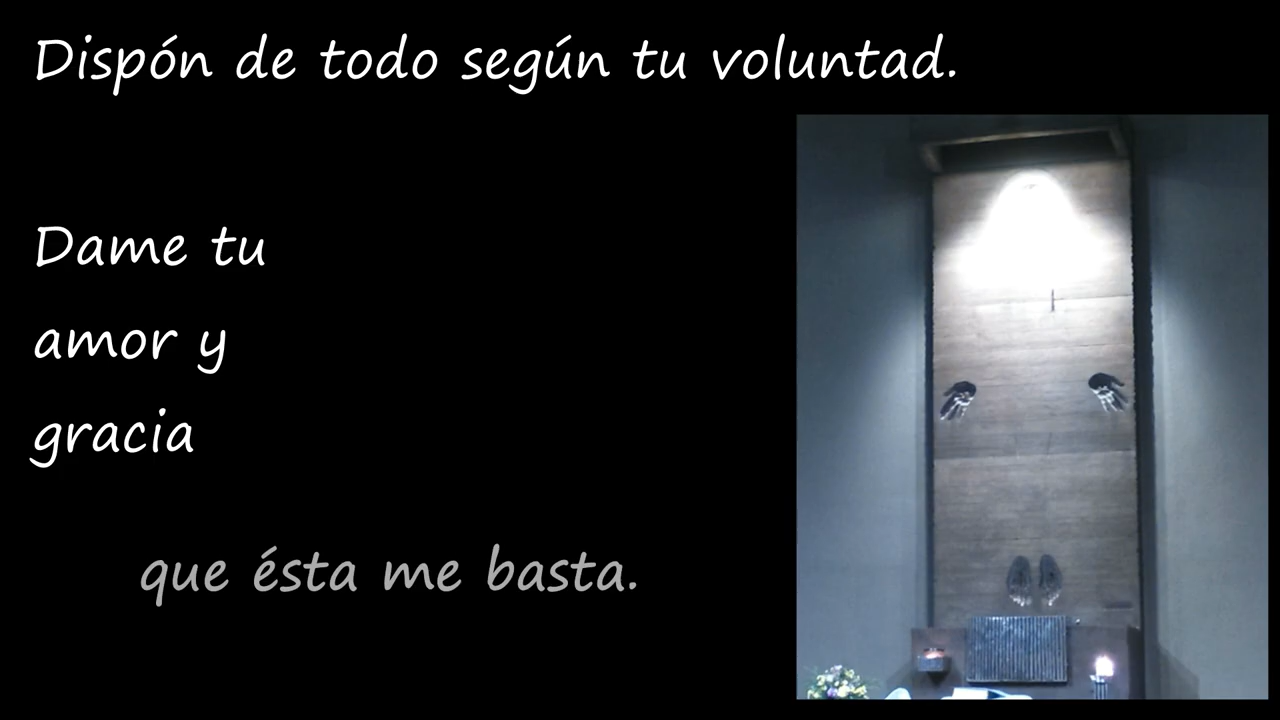 Dispón de todo según tu voluntad.
Dame tu
amor y
gracia
que ésta me basta.